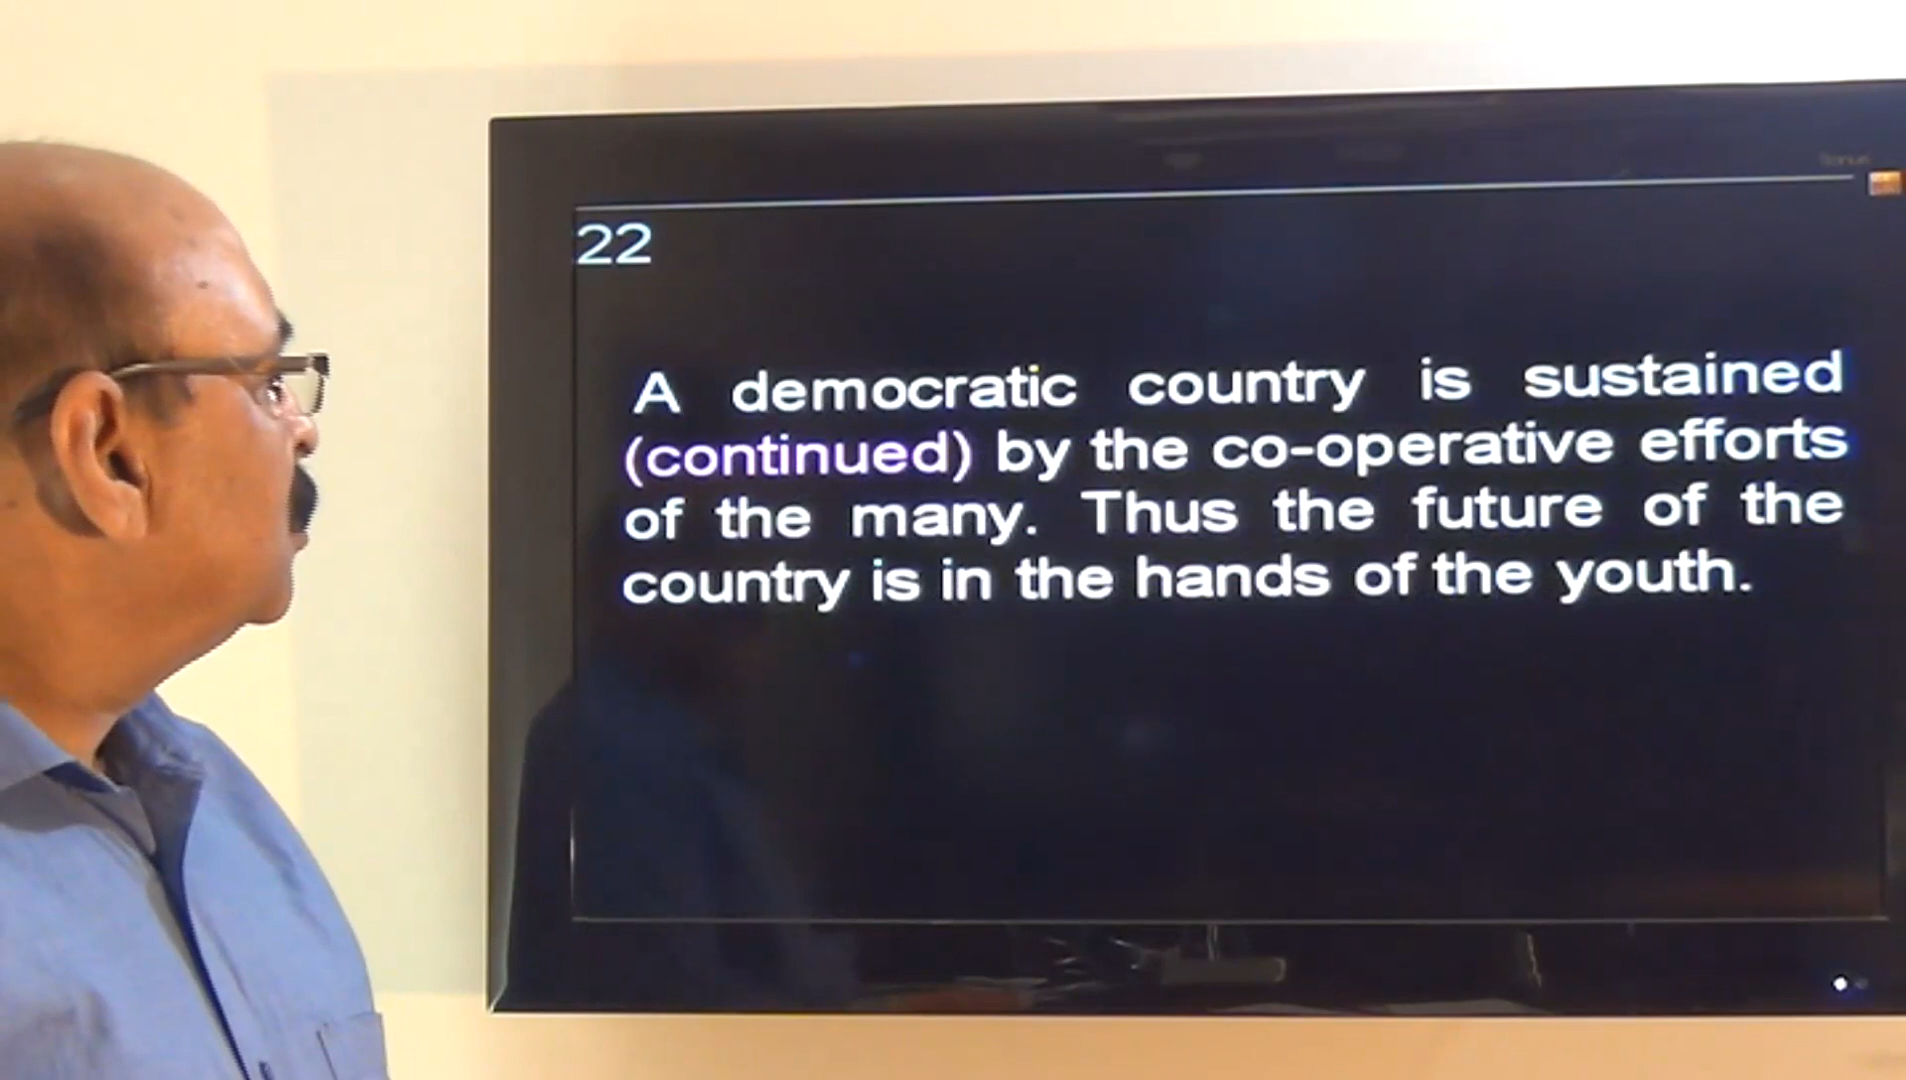 22
A democratic country is sustained
(continued) by the co-operative efforts
of the many. Thus the future of the
country is in the hands of the youth.